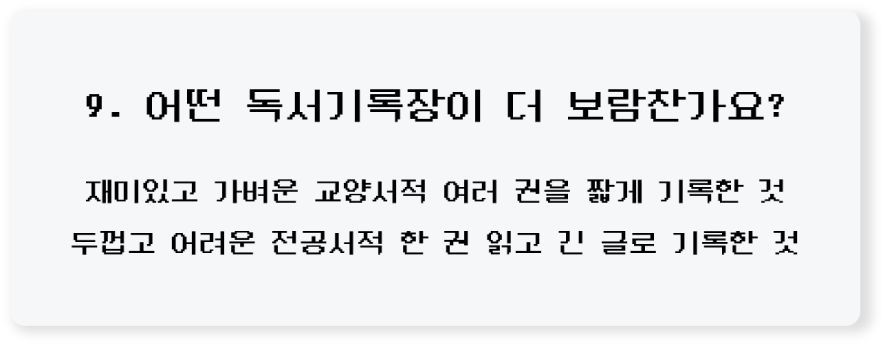 9. 어떤 독서기록장이 더 보람찬가요?
재미있고 가벼운 교양서적 여러 권을 짧게 기록한 것
두껍고 어려운 전공서적 한 권 읽고 긴 글로 기록한 것